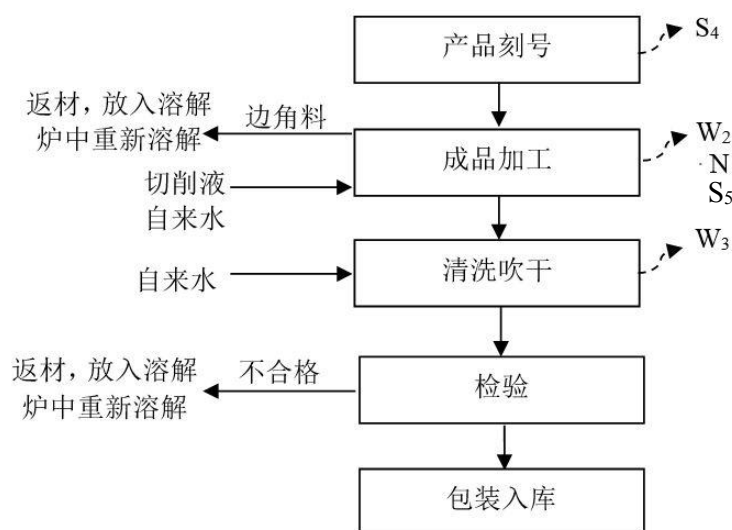 产品刻号
S₄
返材，放入溶解
炉中重新溶解
边角料
成品加工
W₂
N
S₅
切削液
自来水
清洗吹干
W₃
自来水
返材，放入溶解
炉中重新溶解
不合格
检验
包装入库